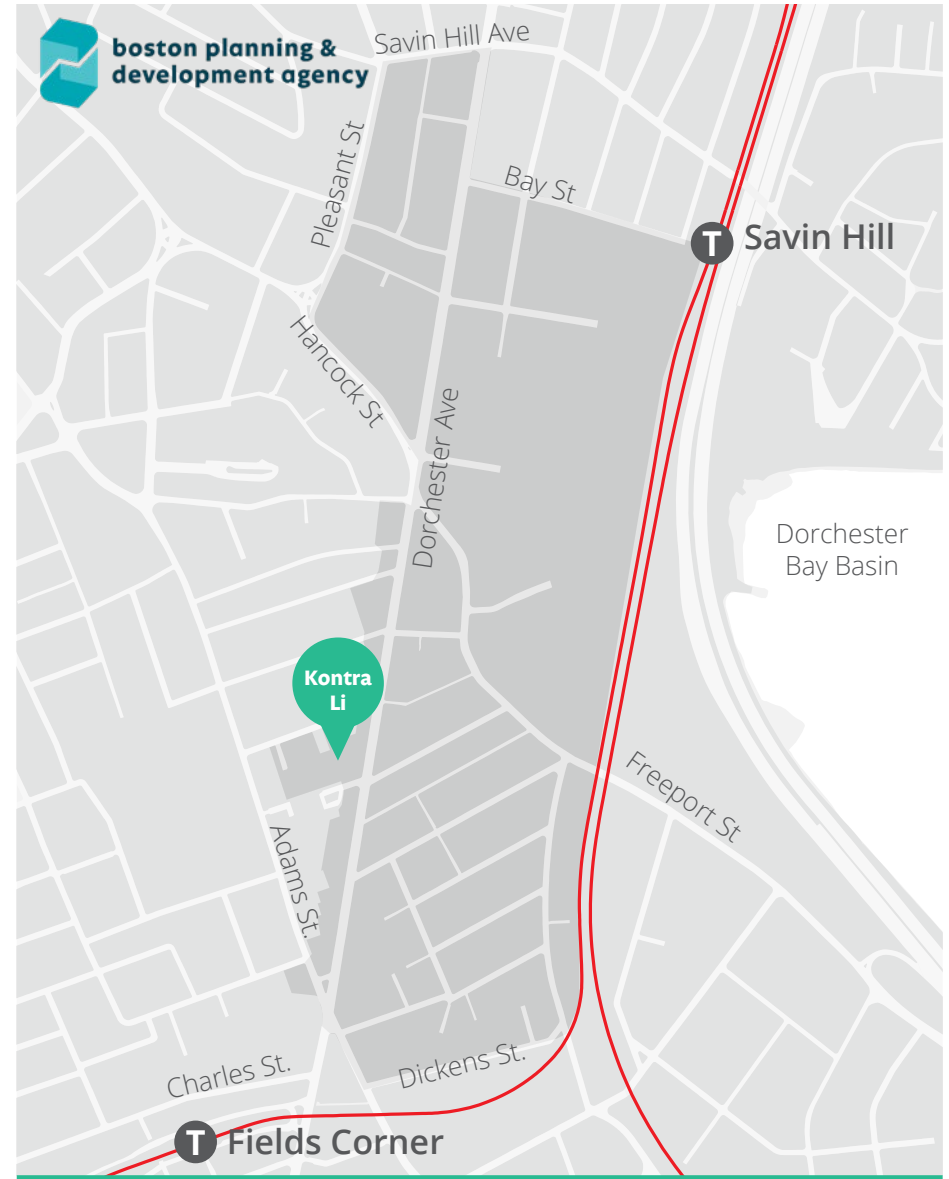 boston planning &
development agency
Savin Hill Ave
Pleasant St
Bay St
T Savin Hill
Hancock St
Dorchester Ave
Dorchester
Bay Basin
Kontra
Li
Freeport St
Adams St.
Charles St.
Dickens St.
T Fields Corner